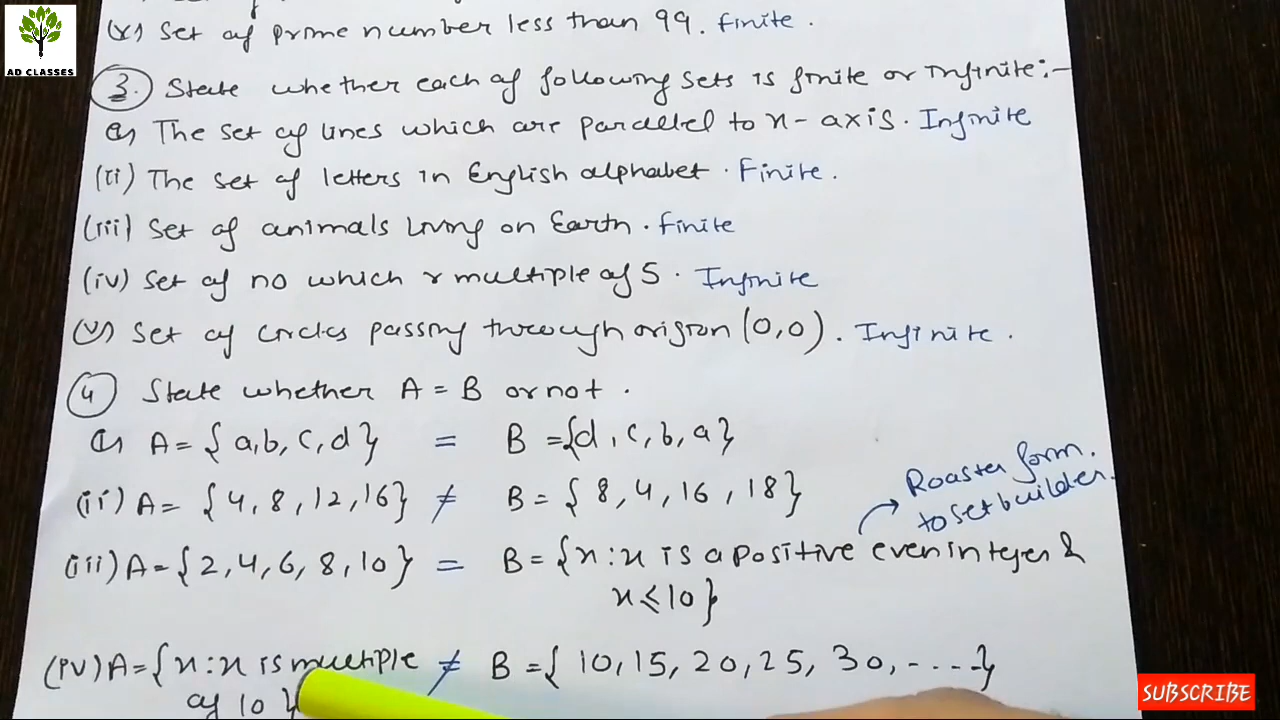 AD CLASSES
(v) Set of prime number less than 99. Finite.
3. State whether each of following sets is finite or Infinite:-
(i) The set of lines which are parallel to x-axis. Infinite
(ii) The set of letters in English alphabet. Finite.
(iii) Set of animals living on Earth. Finite
(iv) Set of no which r multiple of 5. Infinite
(v) Set of circles passing through origion (0,0). Infinite.
4 State whether A = B or not.
(i) A = {a,b,c,d} = B = {d,c,b,a}
(ii) A = {4,8,12,16} ≠ B = {8,4,16,18}
Roaster form.
to set builder.
(iii) A = {2,4,6,8,10} = B = {x:x is a positive even integer &
x ≤ 10}
(iv) A = {x:x is multiple ≠ B = {10,15,20,25,30,-...}
of 10}
SUBSCRIBE